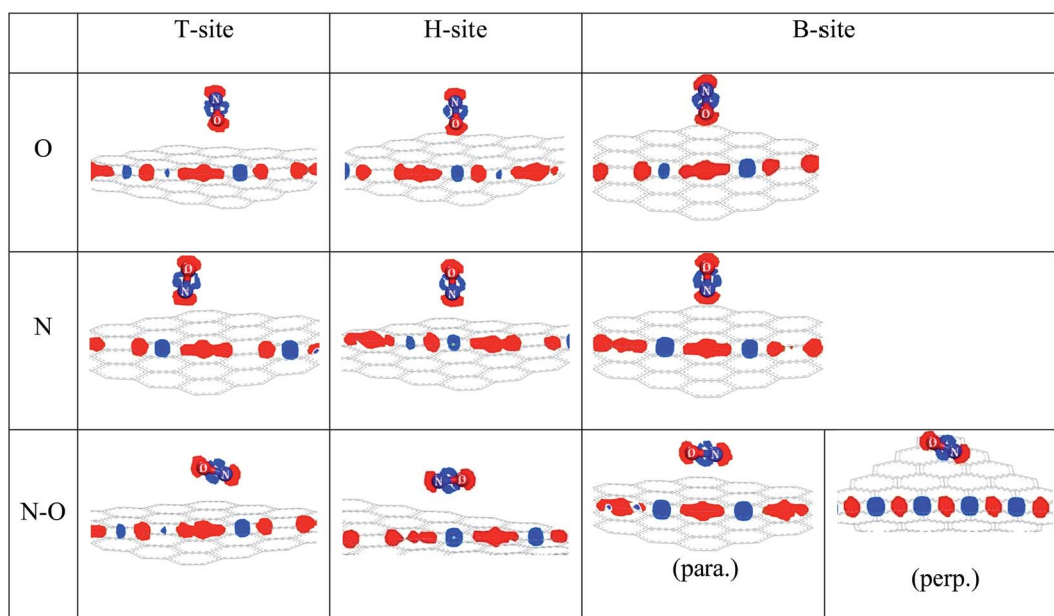 T-site H-site B-site
O
N N N
O O O
N
O O O
N N N
N-O
O N N O O N O N
(para.) (perp.)